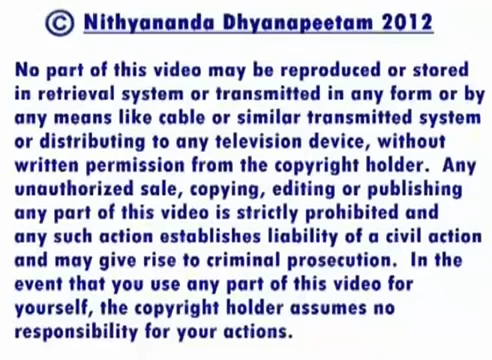 © Nithyananda Dhyanapeetam 2012
No part of this video may be reproduced or stored
in retrieval system or transmitted in any form or by
any means like cable or similar transmitted system
or distributing to any television device, without
written permission from the copyright holder. Any
unauthorized sale, copying, editing or publishing
any part of this video is strictly prohibited and
any such action establishes liability of a civil action
and may give rise to criminal prosecution. In the
event that you use any part of this video for
yourself, the copyright holder assumes no
responsibility for your actions.